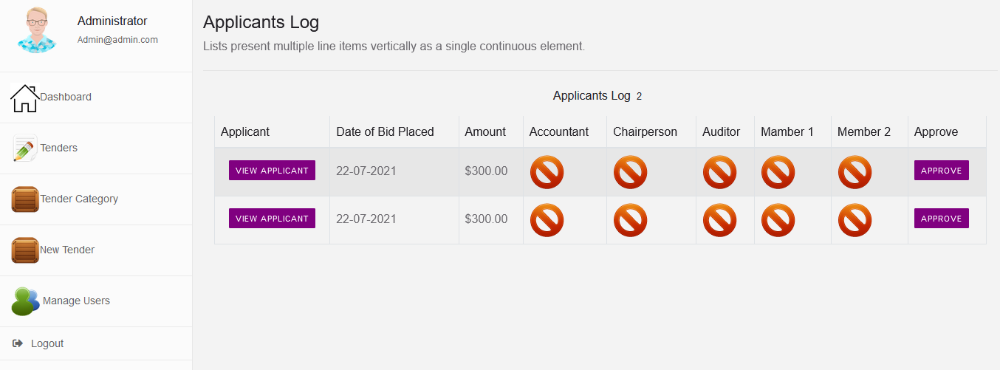 Administrator
Admin@admin.com
Dashboard
Tenders
Tender Category
New Tender
Manage Users
Logout
Applicants Log
Lists present multiple line items vertically as a single continuous element.
Applicants Log 2
Applicant Date of Bid Placed Amount Accountant Chairperson Auditor Mamber 1 Member 2 Approve
VIEW APPLICANT 22-07-2021 $300.00 APPROVE
VIEW APPLICANT 22-07-2021 $300.00 APPROVE